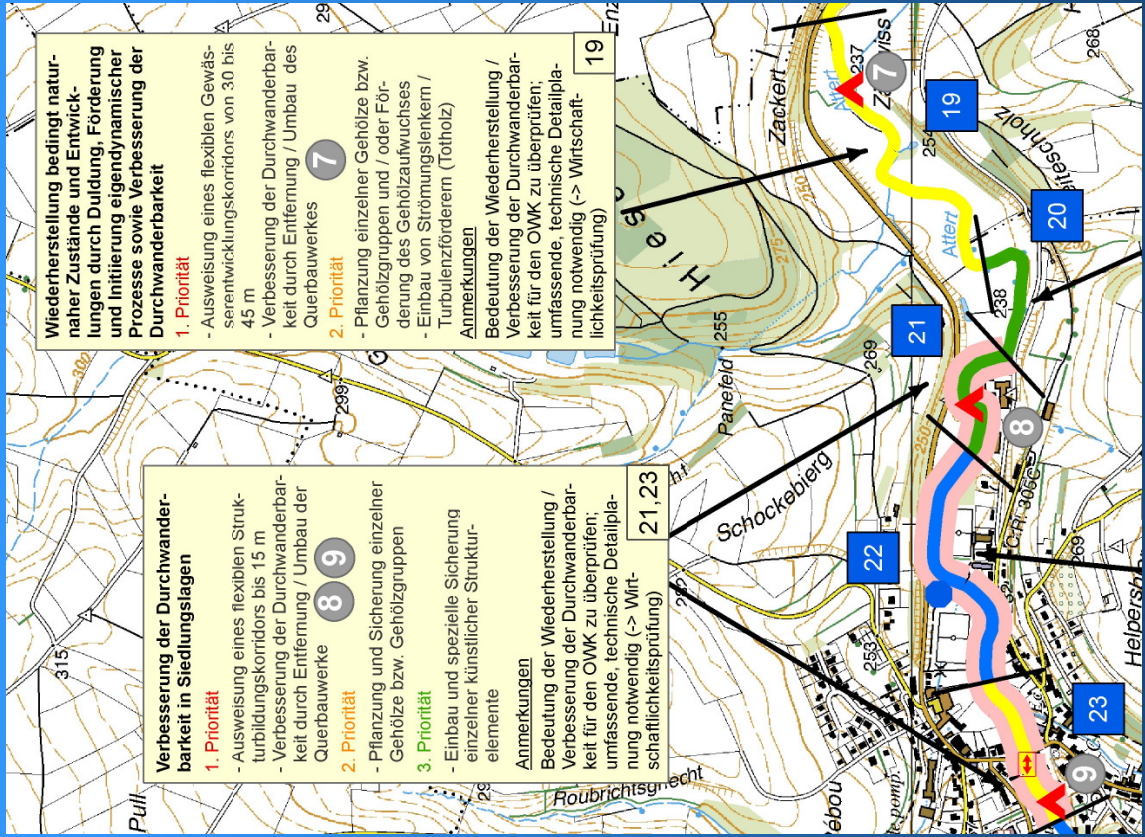 Wiederherstellung bedingt natur-
naher Zustände und Entwick-
lungen durch Duldung, Förderung
und Initiierung eigendynamischer
Prozesse sowie Verbesserung der
Durchwanderbarkeit
1. Priorität
- Ausweisung eines flexiblen Gewäs-
serentwicklungskorridors von 30 bis
45 m
- Verbesserung der Durchwanderbar-
keit durch Entfernung / Umbau des
Querbauwerkes 7
2. Priorität
- Pflanzung einzelner Gehölze bzw.
Gehölzgruppen und / oder För-
derung des Gehölzaufwuchses
- Einbau von Strömungslenkern /
Turbulenzförderern (Totholz)
Anmerkungen
Bedeutung der Wiederherstellung /
Verbesserung der Durchwanderbar-
keit für den OWK zu überprüfen;
umfassende, technische Detailpla-
nung notwendig (-> Wirtschaft-
lichkeitsprüfung)
19
Verbesserung der Durchwander-
barkeit in Siedlungslagen
1. Priorität
- Ausweisung eines flexiblen Struk-
turbildungskorridors bis 15 m
- Verbesserung der Durchwanderbar-
keit durch Entfernung / Umbau der
Querbauwerke 8 9
2. Priorität
- Pflanzung und Sicherung einzelner
Gehölze bzw. Gehölzgruppen
3. Priorität
- Einbau und spezielle Sicherung
einzelner künstlicher Struktur-
elemente
Anmerkungen
Bedeutung der Wiederherstellung /
Verbesserung der Durchwanderbar-
keit für den OWK zu überprüfen;
umfassende, technische Detailpla-
nung notwendig (-> Wirt-
schaftlichkeitsprüfung)
21,23
Pull
315
302
299
Zackert
237
7
19
254
268
250
275
255
Attert
Attert
20
238
21
269
Panefeld
250
8
C.R. 305C
Schockebierg
22
253
269
23
9
Roubrichtsgriecht